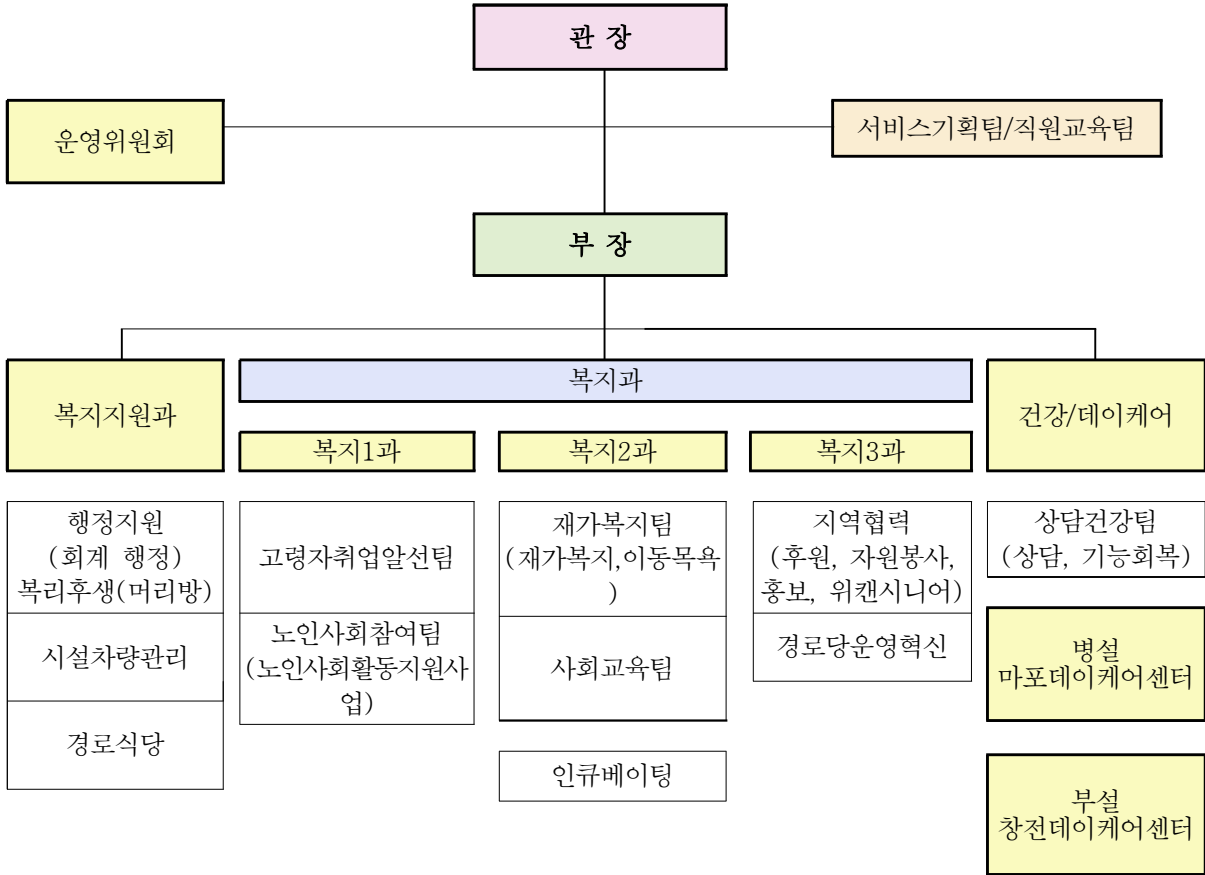 관 장
운영위원회
서비스기획팀/직원교육팀
부 장
복지지원과
복지과
건강/데이케어
복지1과
복지2과
복지3과
행정지원
(회계 행정)
복리후생(머리방)
시설차량관리
경로식당
고령자취업알선팀
노인사회참여팀
(노인사회활동지원사
업)
재가복지팀
(재가복지,이동목욕
)
사회교육팀
인큐베이팅
지역협력
(후원, 자원봉사,
홍보, 위캔시니어)
경로당운영혁신
상담건강팀
(상담, 기능회복)
병설
마포데이케어센터
부설
창전데이케어센터